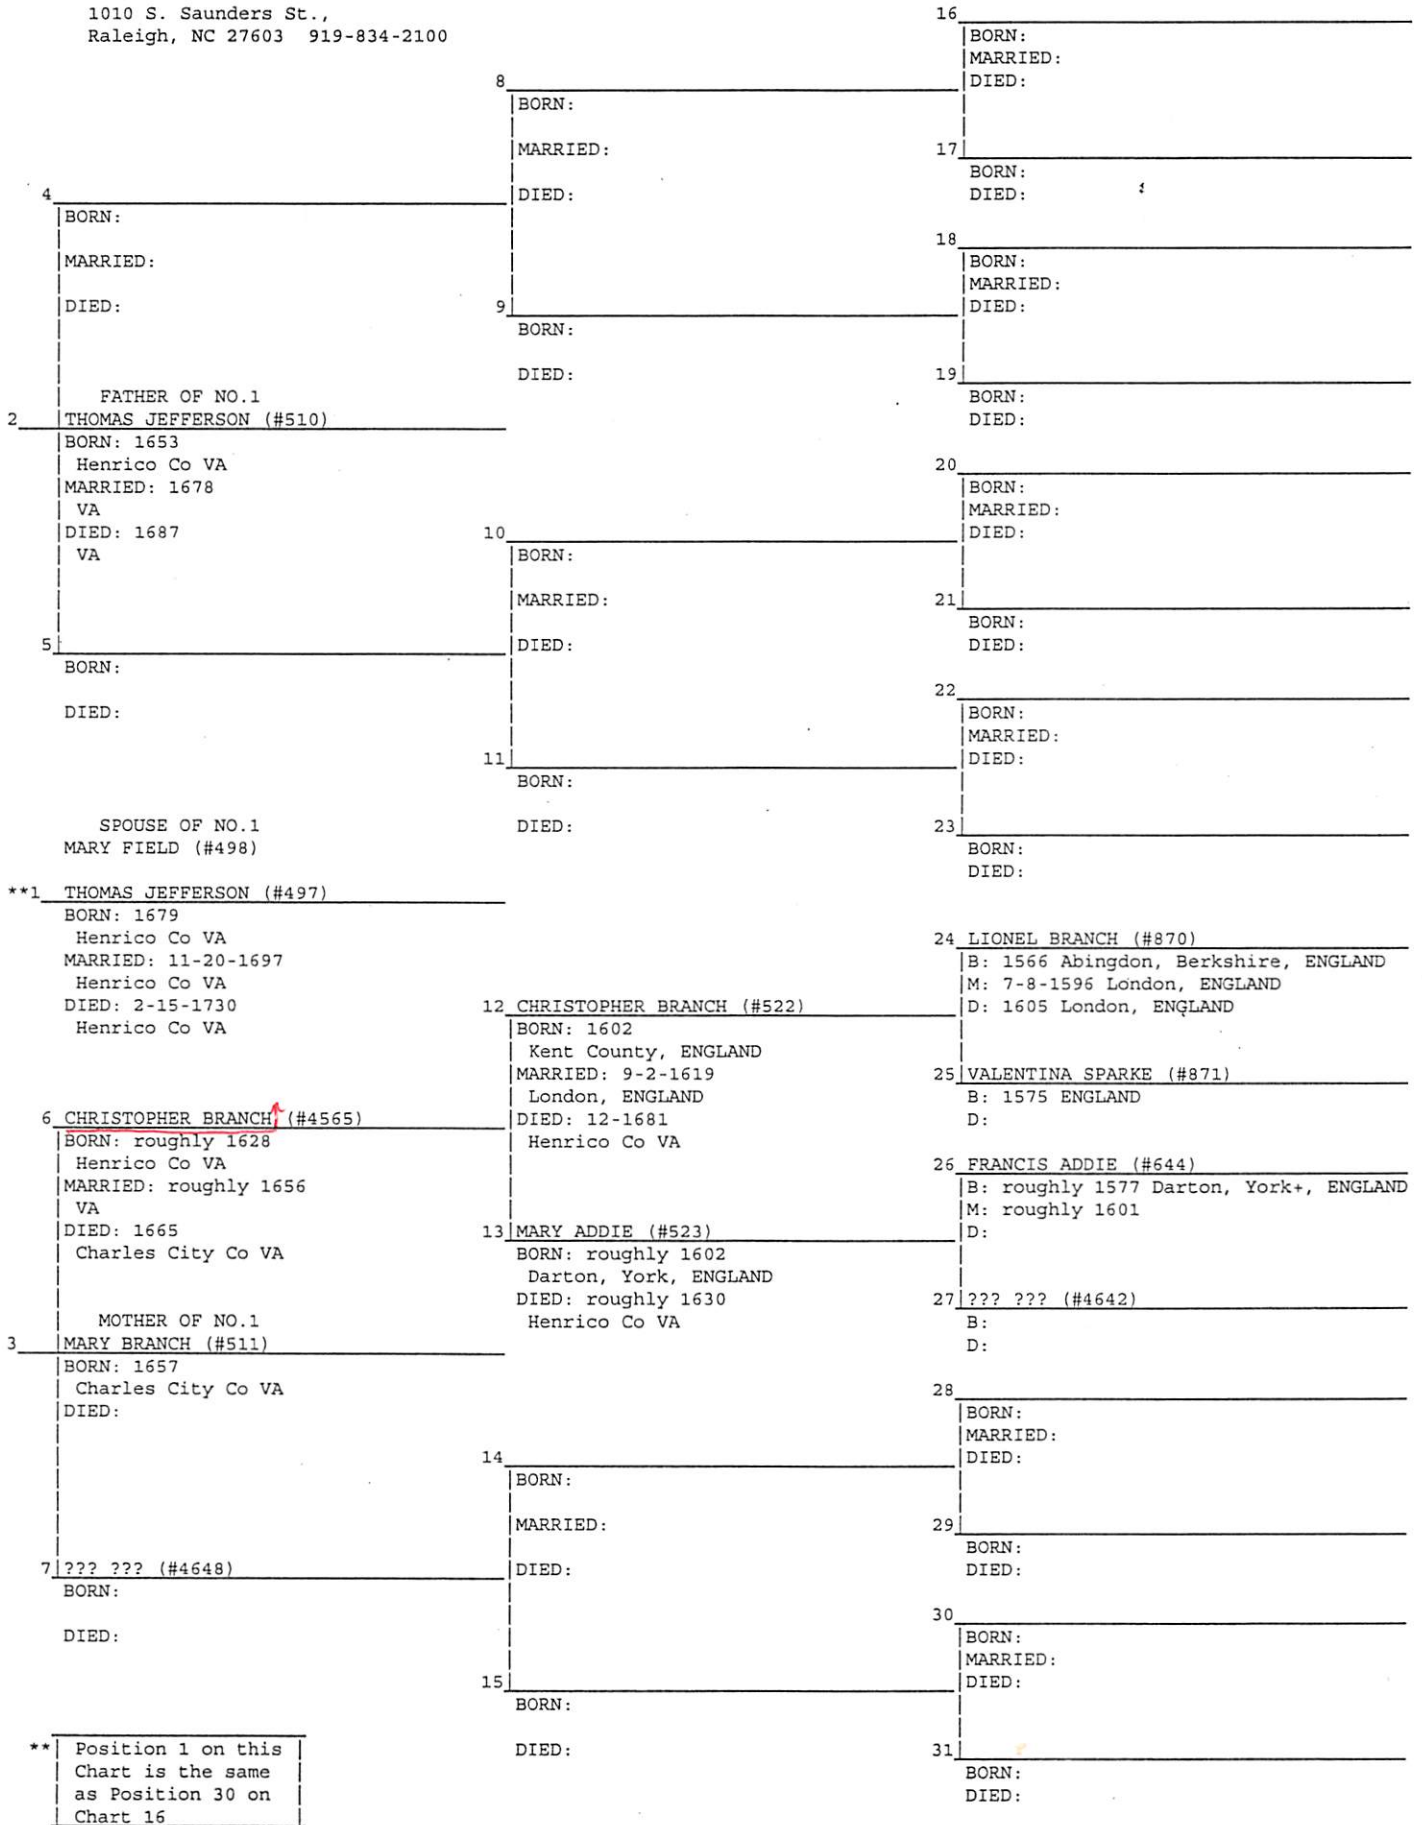 1010 S. Saunders St.,
Raleigh, NC 27603 919-834-2100
4
BORN:
MARRIED:
DIED:
FATHER OF NO.1
2 THOMAS JEFFERSON (#510)
BORN: 1653
Henrico Co VA
MARRIED: 1678
VA
DIED: 1687
VA
5
BORN:
DIED:
SPOUSE OF NO.1
MARY FIELD (#498)
**1 THOMAS JEFFERSON (#497)
BORN: 1679
Henrico Co VA
MARRIED: 11-20-1697
Henrico Co VA
DIED: 2-15-1730
Henrico Co VA
6 CHRISTOPHER BRANCH (#4565)
BORN: roughly 1628
Henrico Co VA
MARRIED: roughly 1656
VA
DIED: 1665
Charles City Co VA
MOTHER OF NO.1
3 MARY BRANCH (#511)
BORN: 1657
Charles City Co VA
DIED:
7 ??? ??? (#4648)
BORN:
DIED:
** Position 1 on this
Chart is the same
as Position 30 on
Chart 16
8
BORN:
MARRIED:
DIED:
9
BORN:
DIED:
10
BORN:
MARRIED:
DIED:
11
BORN:
DIED:
12 CHRISTOPHER BRANCH (#522)
BORN: 1602
Kent County, ENGLAND
MARRIED: 9-2-1619
London, ENGLAND
DIED: 12-1681
Henrico Co VA
13 MARY ADDIE (#523)
BORN: roughly 1602
Darton, York, ENGLAND
DIED: roughly 1630
Henrico Co VA
14
BORN:
MARRIED:
DIED:
15
BORN:
DIED:
16
BORN:
MARRIED:
DIED:
17
BORN:
DIED:
18
BORN:
MARRIED:
DIED:
19
BORN:
DIED:
20
BORN:
MARRIED:
DIED:
21
BORN:
DIED:
22
BORN:
MARRIED:
DIED:
23
BORN:
DIED:
24 LIONEL BRANCH (#870)
B: 1566 Abingdon, Berkshire, ENGLAND
M: 7-8-1596 London, ENGLAND
D: 1605 London, ENGLAND
25 VALENTINA SPARKE (#871)
B: 1575 ENGLAND
D:
26 FRANCIS ADDIE (#644)
B: roughly 1577 Darton, York+, ENGLAND
M: roughly 1601
D:
27 ??? ??? (#4642)
B:
D:
28
BORN:
MARRIED:
DIED:
29
BORN:
DIED:
30
BORN:
MARRIED:
DIED:
31
BORN:
DIED: